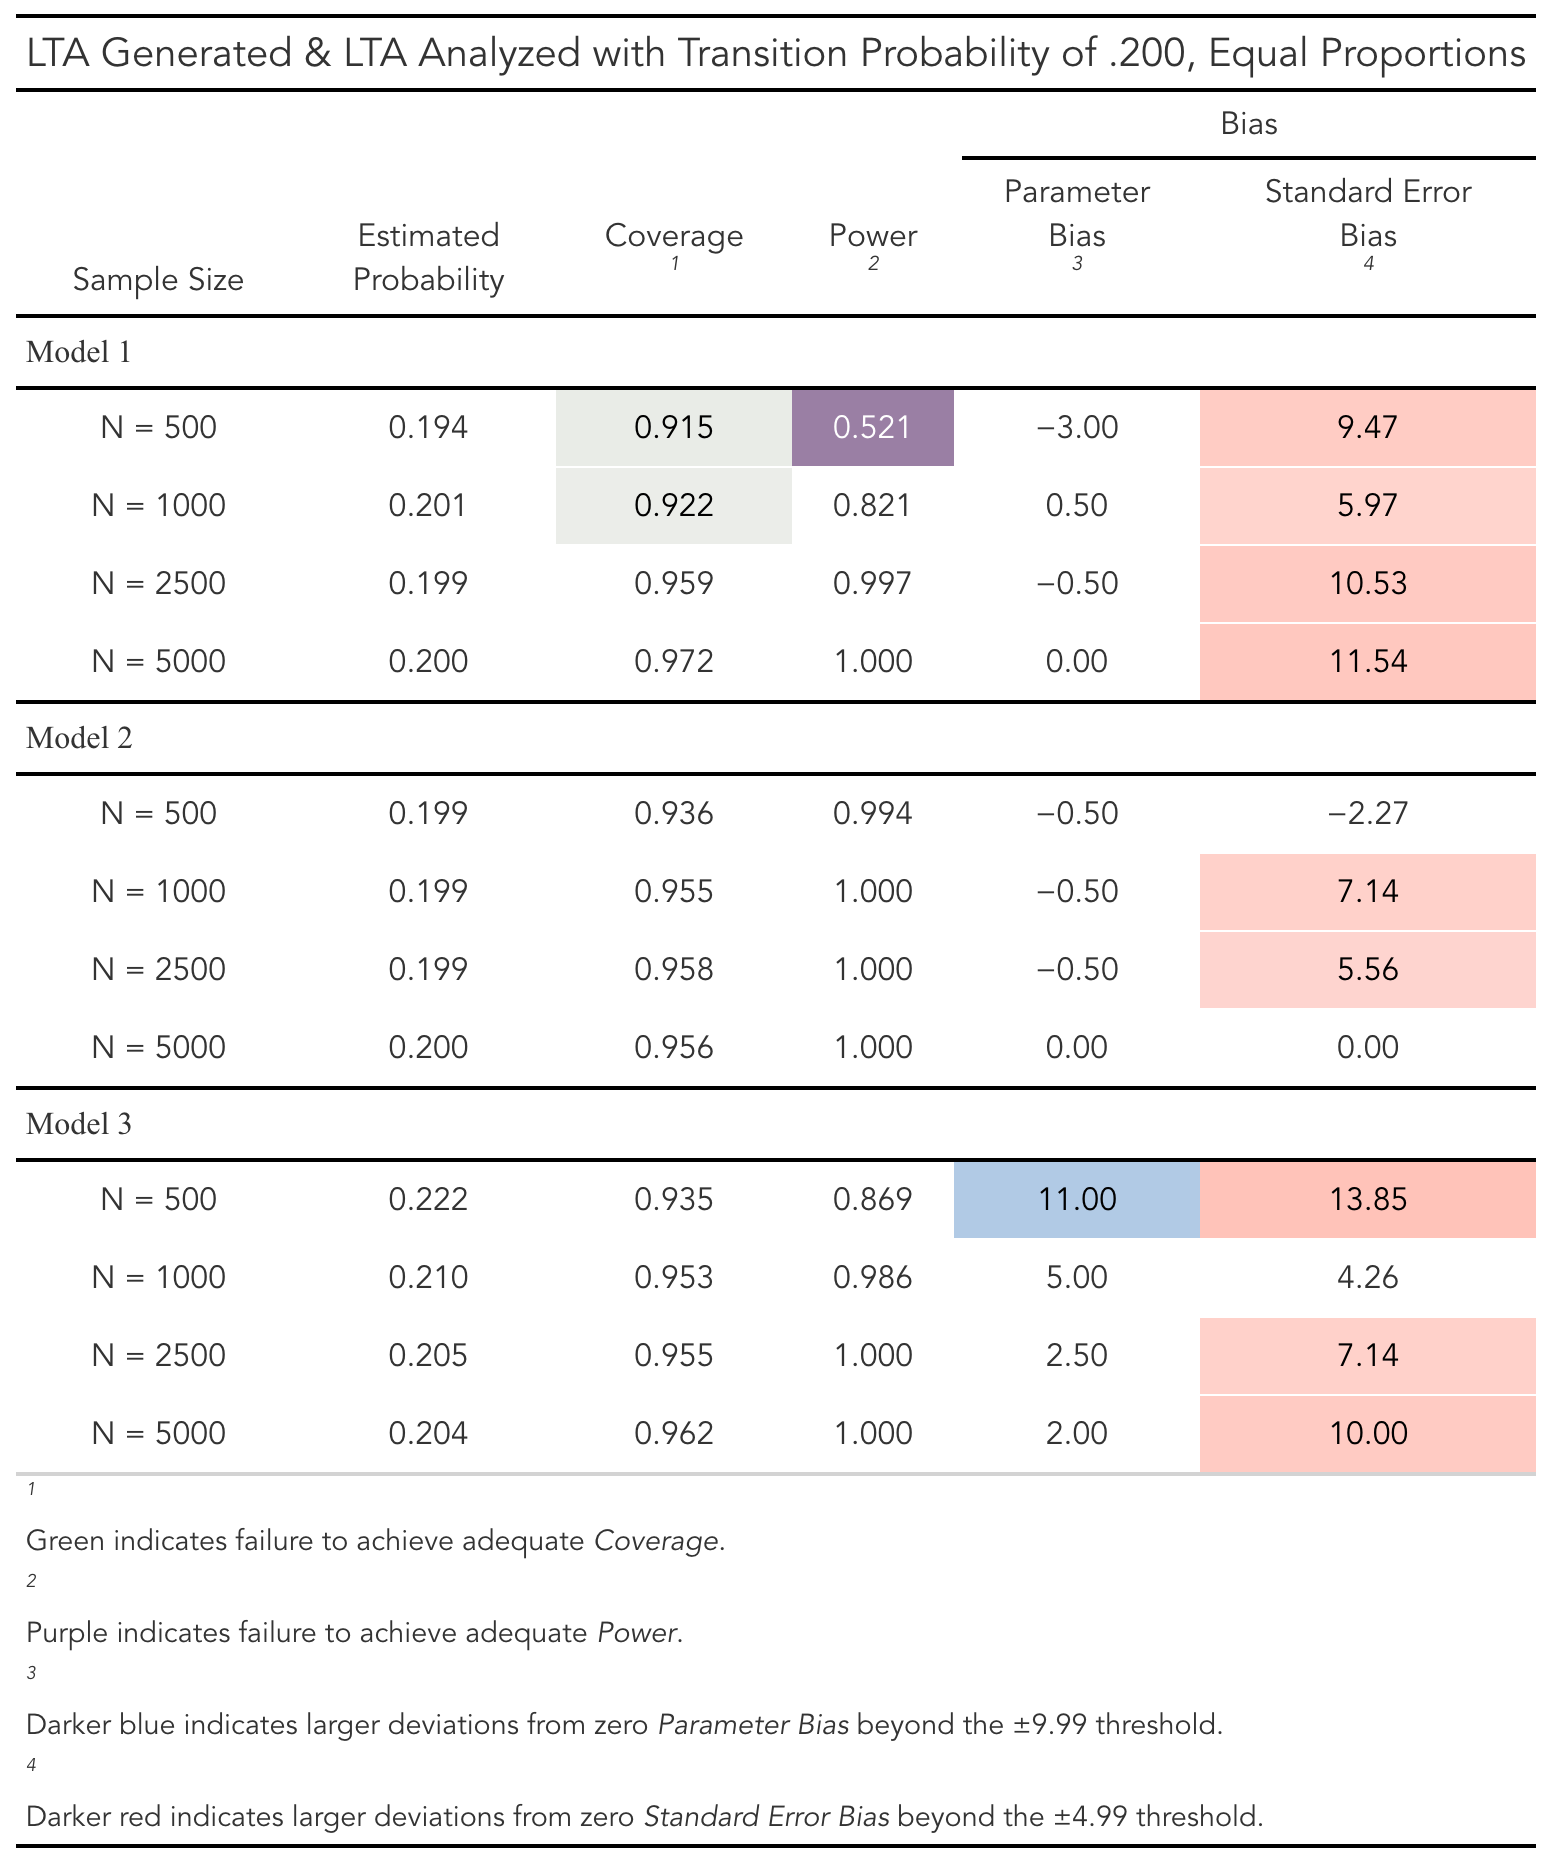 LTA Generated & LTA Analyzed with Transition Probability of .200, Equal Proportions
Bias
Sample Size Estimated Probability Coverage 1 Power 2 Parameter Bias 3 Standard Error Bias 4
Model 1
N = 500 0.194 0.915 0.521 −3.00 9.47
N = 1000 0.201 0.922 0.821 0.50 5.97
N = 2500 0.199 0.959 0.997 −0.50 10.53
N = 5000 0.200 0.972 1.000 0.00 11.54
Model 2
N = 500 0.199 0.936 0.994 −0.50 −2.27
N = 1000 0.199 0.955 1.000 −0.50 7.14
N = 2500 0.199 0.958 1.000 −0.50 5.56
N = 5000 0.200 0.956 1.000 0.00 0.00
Model 3
N = 500 0.222 0.935 0.869 11.00 13.85
N = 1000 0.210 0.953 0.986 5.00 4.26
N = 2500 0.205 0.955 1.000 2.50 7.14
N = 5000 0.204 0.962 1.000 2.00 10.00
1
Green indicates failure to achieve adequate Coverage.
2
Purple indicates failure to achieve adequate Power.
3
Darker blue indicates larger deviations from zero Parameter Bias beyond the ±9.99 threshold.
4
Darker red indicates larger deviations from zero Standard Error Bias beyond the ±4.99 threshold.